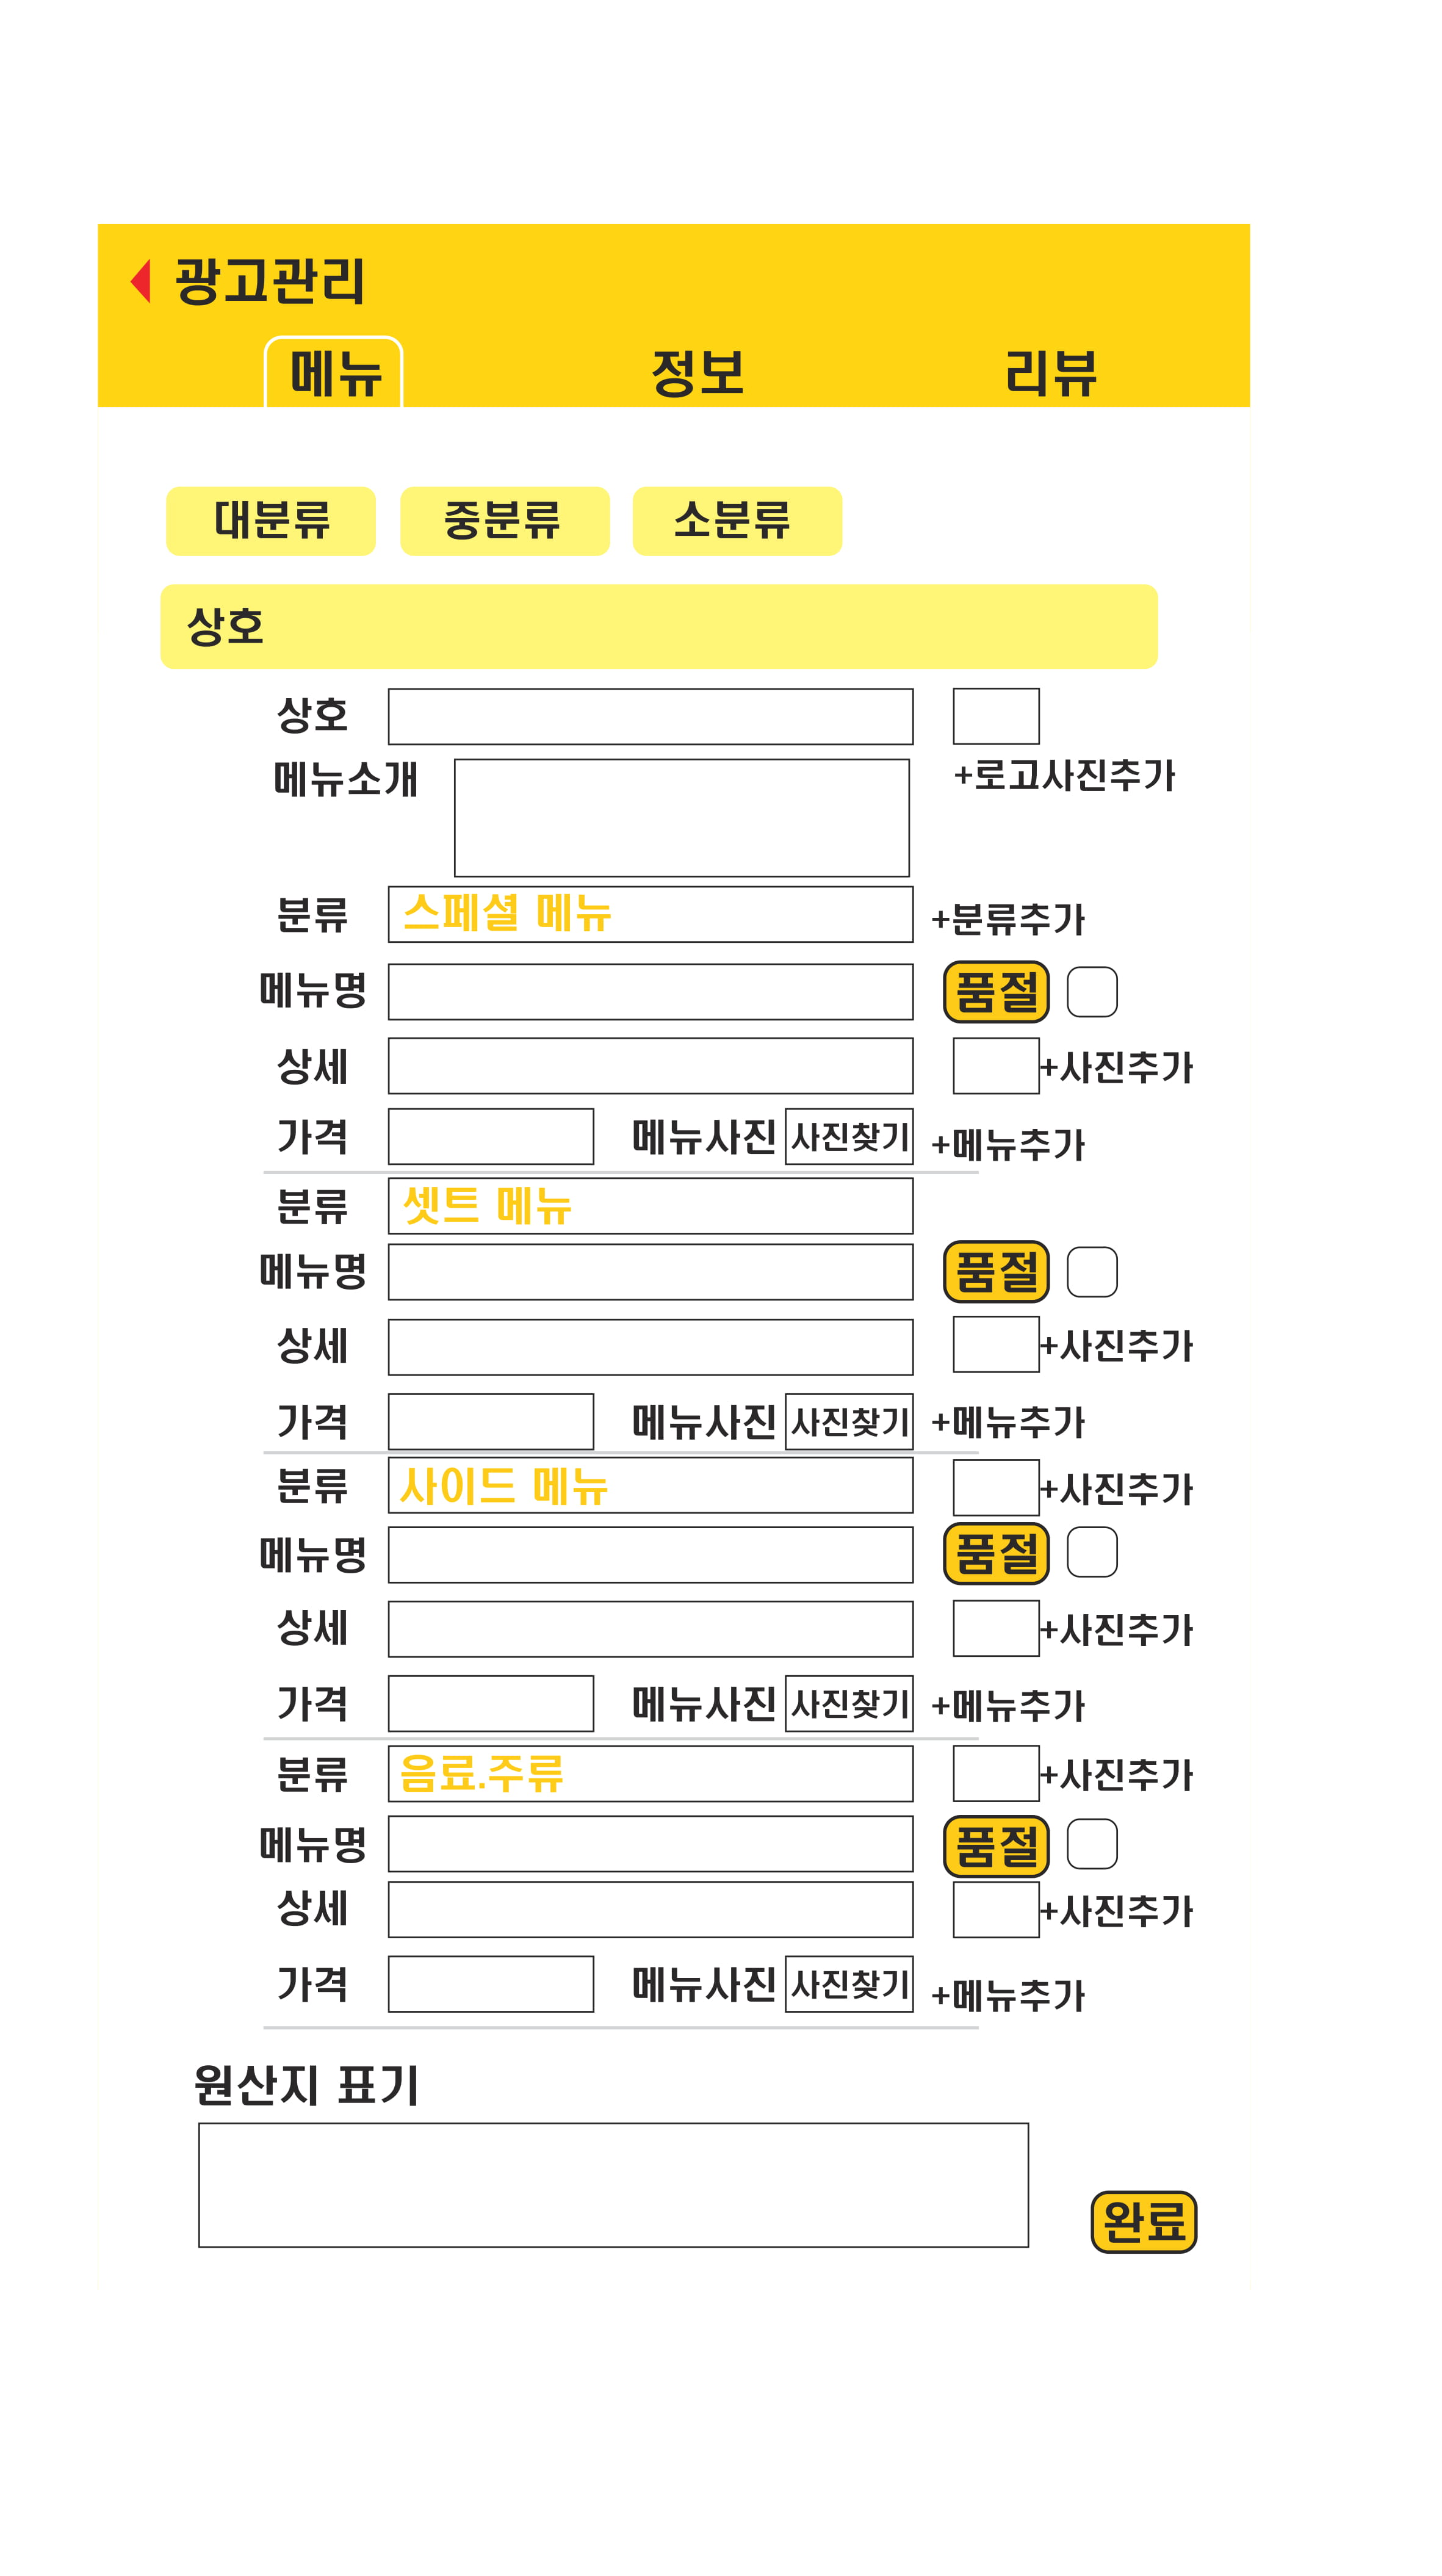 광고관리
메뉴 정보 리뷰
대분류 중분류 소분류
상호
상호
메뉴소개 +로고사진추가
분류 스페셜 메뉴 +분류추가
메뉴명 품절
상세 +사진추가
가격 메뉴사진 사진찾기 +메뉴추가
분류 셋트 메뉴
메뉴명 품절
상세 +사진추가
가격 메뉴사진 사진찾기 +메뉴추가
분류 사이드 메뉴 +사진추가
메뉴명 품절
상세 +사진추가
가격 메뉴사진 사진찾기 +메뉴추가
분류 음료.주류 +사진추가
메뉴명 품절
상세 +사진추가
가격 메뉴사진 사진찾기 +메뉴추가
원산지 표기
완료